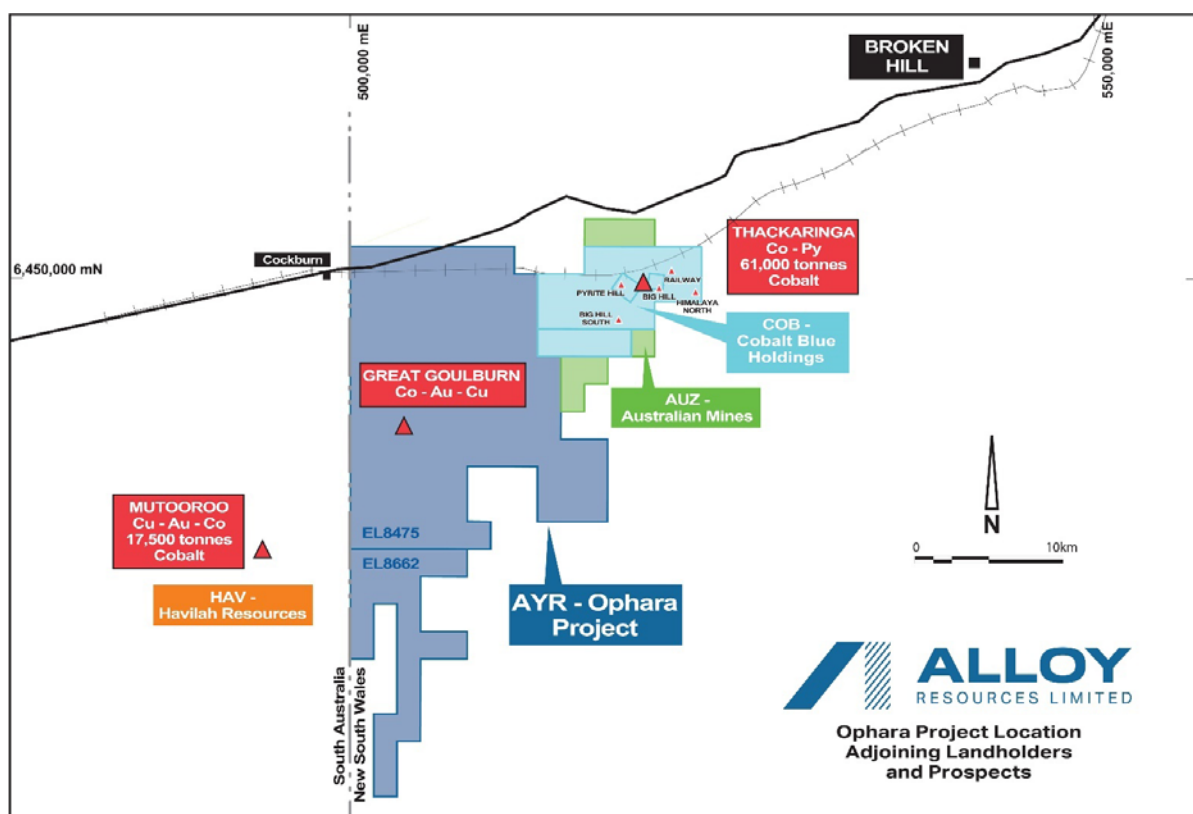 500,000 mE
550,000 mE
BROKEN
HILL
6,450,000 mN
Cockburn
THACKARINGA
Co - Py
61,000 tonnes
Cobalt
RAILWAY
PYRITE HILL
BIG HILL
HIMALAYA
NORTH
BIG HILL
SOUTH
COB -
Cobalt Blue
Holdings
GREAT GOULBURN
Co - Au - Cu
AUZ -
Australian Mines
MUTOOROO
Cu - Au - Co
17,500 tonnes
Cobalt
HAV -
Havilah Resources
EL8475
EL8662
AYR - Ophara
Project
N
0 10km
South Australia
New South Wales
ALLOY
RESOURCES LIMITED
Ophara Project Location
Adjoining Landholders
and Prospects